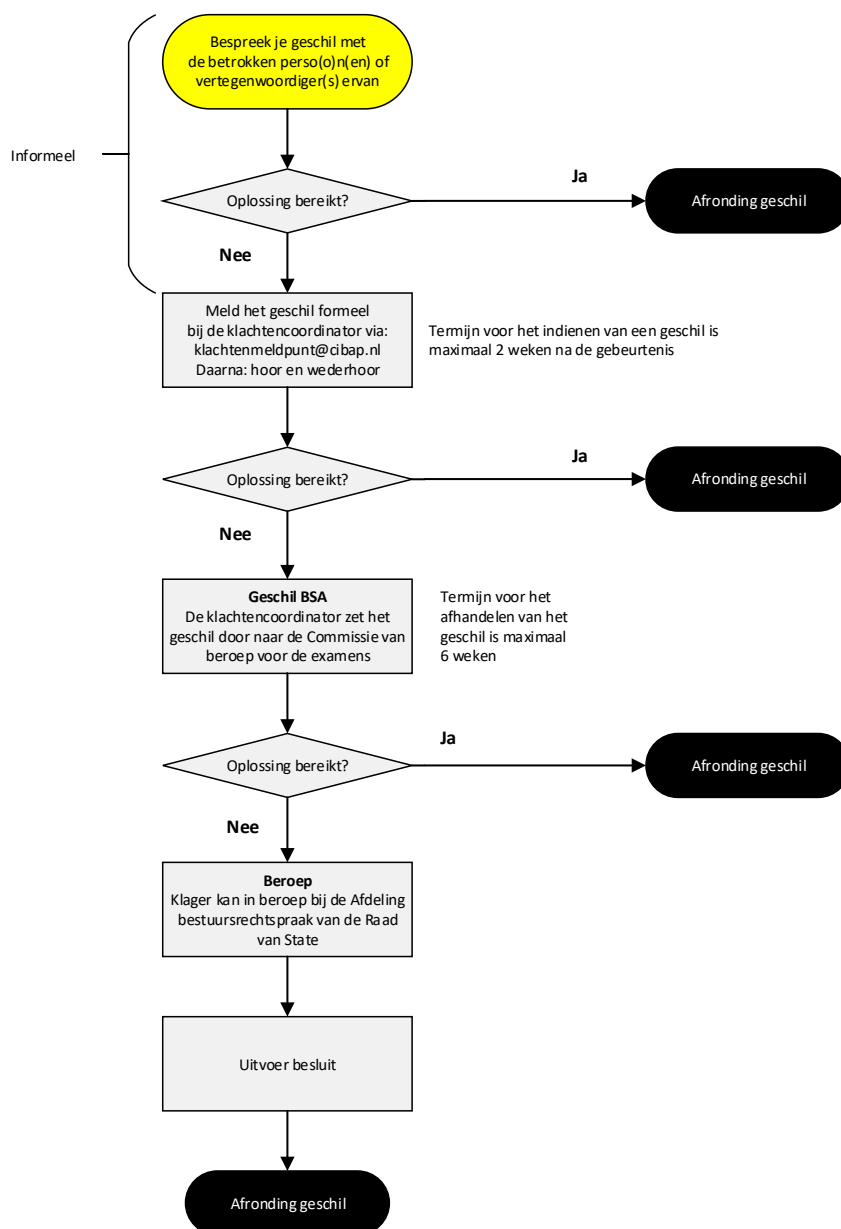 Bespreek je geschil met
de betrokken perso(o)n(en) of
vertegenwoordiger(s) ervan
Informeel
Oplossing bereikt?
Ja
Afronding geschil
Nee
Meld het geschil formeel
bij de klachtencoordinator via:
klachtenmeldpunt@cibap.nl
Daarna: hoor en wederhoor
Termijn voor het indienen van een geschil is
maximaal 2 weken na de gebeurtenis
Oplossing bereikt?
Ja
Afronding geschil
Nee
Geschil BSA
De klachtencoordinator zet het
geschil door naar de Commissie van
beroep voor de examens
Termijn voor het
afhandelen van het
geschil is maximaal
6 weken
Oplossing bereikt?
Ja
Afronding geschil
Nee
Beroep
Klager kan in beroep bij de Afdeling
bestuursrechtspraak van de Raad
van State
Uitvoer besluit
Afronding geschil